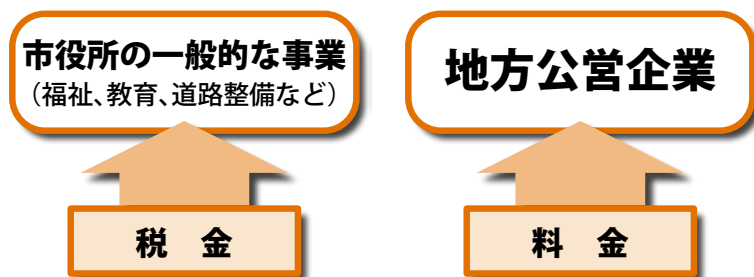 市役所の一般的な事業
（福祉、教育、道路整備など）
地方公営企業
税　金
料　金